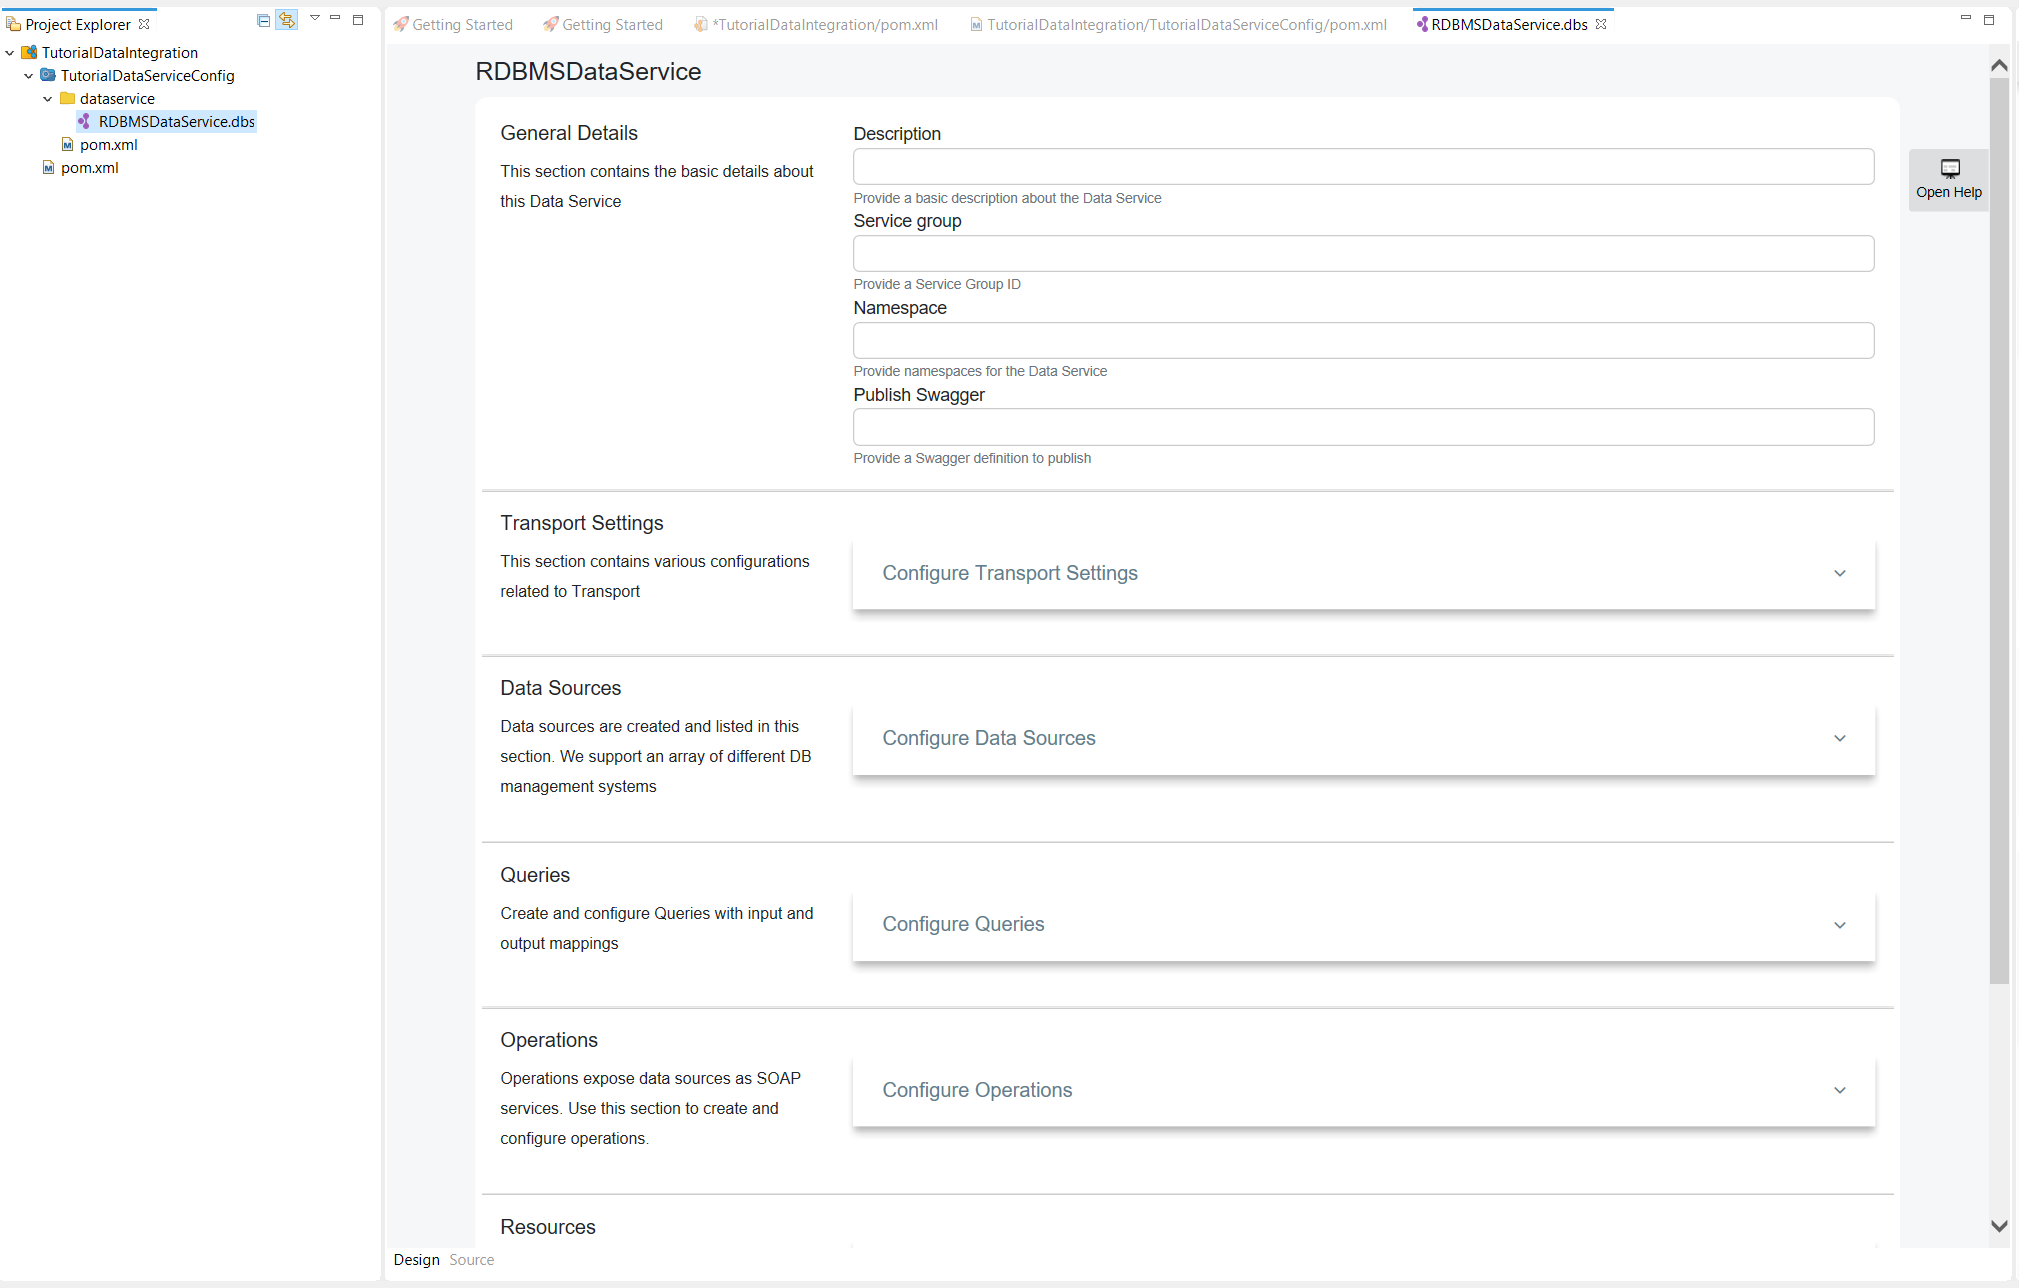 Project Explorer
TutorialDataIntegration
TutorialDataServiceConfig
dataservice
RDBMSDataService.dbs
pom.xml
pom.xml
Getting Started
Getting Started
*TutorialDataIntegration/pom.xml
TutorialDataIntegration/TutorialDataServiceConfig/pom.xml
RDBMSDataService.dbs
RDBMSDataService
General Details
This section contains the basic details about
this Data Service
Description
Provide a basic description about the Data Service
Service group
Provide a Service Group ID
Namespace
Provide namespaces for the Data Service
Publish Swagger
Provide a Swagger definition to publish
Open Help
Transport Settings
This section contains various configurations
related to Transport
Configure Transport Settings
Data Sources
Data sources are created and listed in this
section. We support an array of different DB
management systems
Configure Data Sources
Queries
Create and configure Queries with input and
output mappings
Configure Queries
Operations
Operations expose data sources as SOAP
services. Use this section to create and
configure operations.
Configure Operations
Resources
Design Source